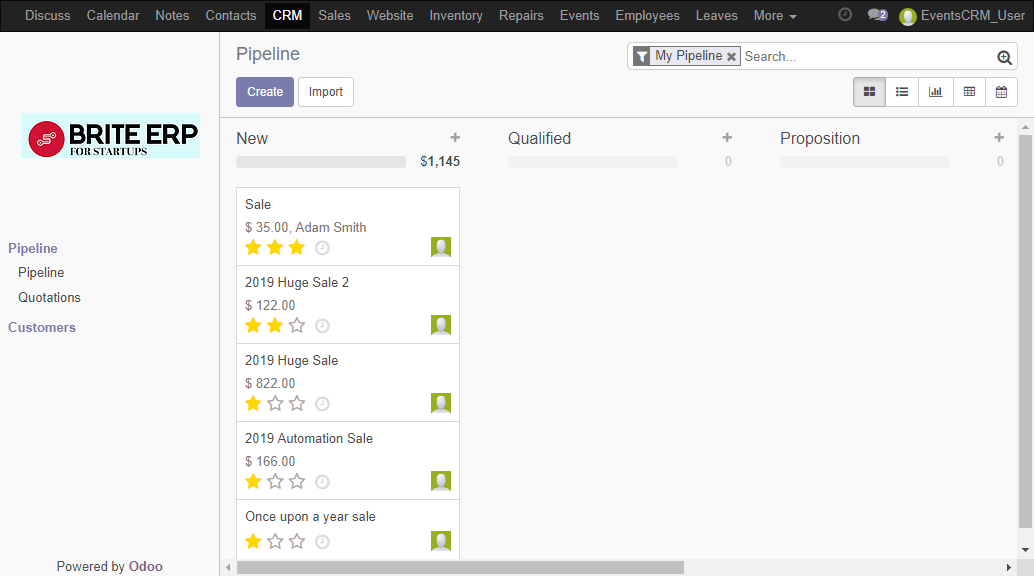 Discuss Calendar Notes Contacts CRM Sales Website Inventory Repairs Events Employees Leaves More 2 EventsCRM_User
Pipeline
My Pipeline Search...
Create Import
BRITE ERP
FOR STARTUPS
Pipeline
Pipeline
Quotations
Customers
Powered by Odoo
New
$1,145
Sale
$ 35.00, Adam Smith
2019 Huge Sale 2
$ 122.00
2019 Huge Sale
$ 822.00
2019 Automation Sale
$ 166.00
Once upon a year sale
Qualified
0
Proposition
0